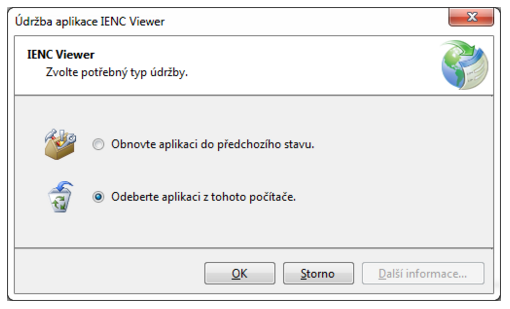 Údržba aplikace IENC Viewer
IENC Viewer
Zvolte potřebný typ údržby.
Obnovte aplikaci do předchozího stavu.
Odeberte aplikaci z tohoto počítače.
OK Storno Další informace...